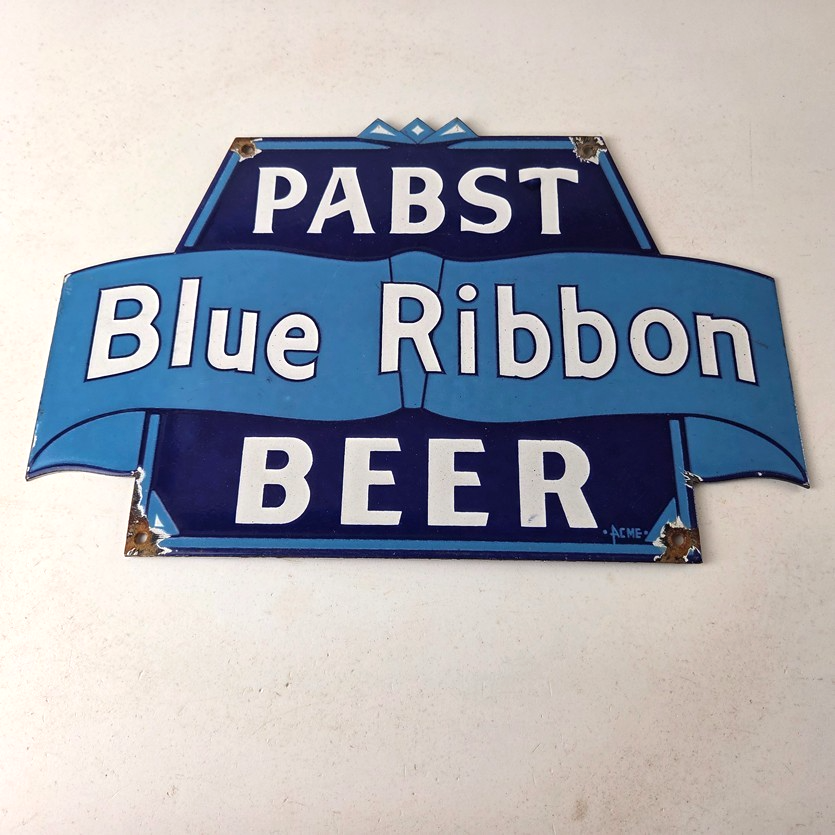 PABST
Blue Ribbon
BEER
·ACME·